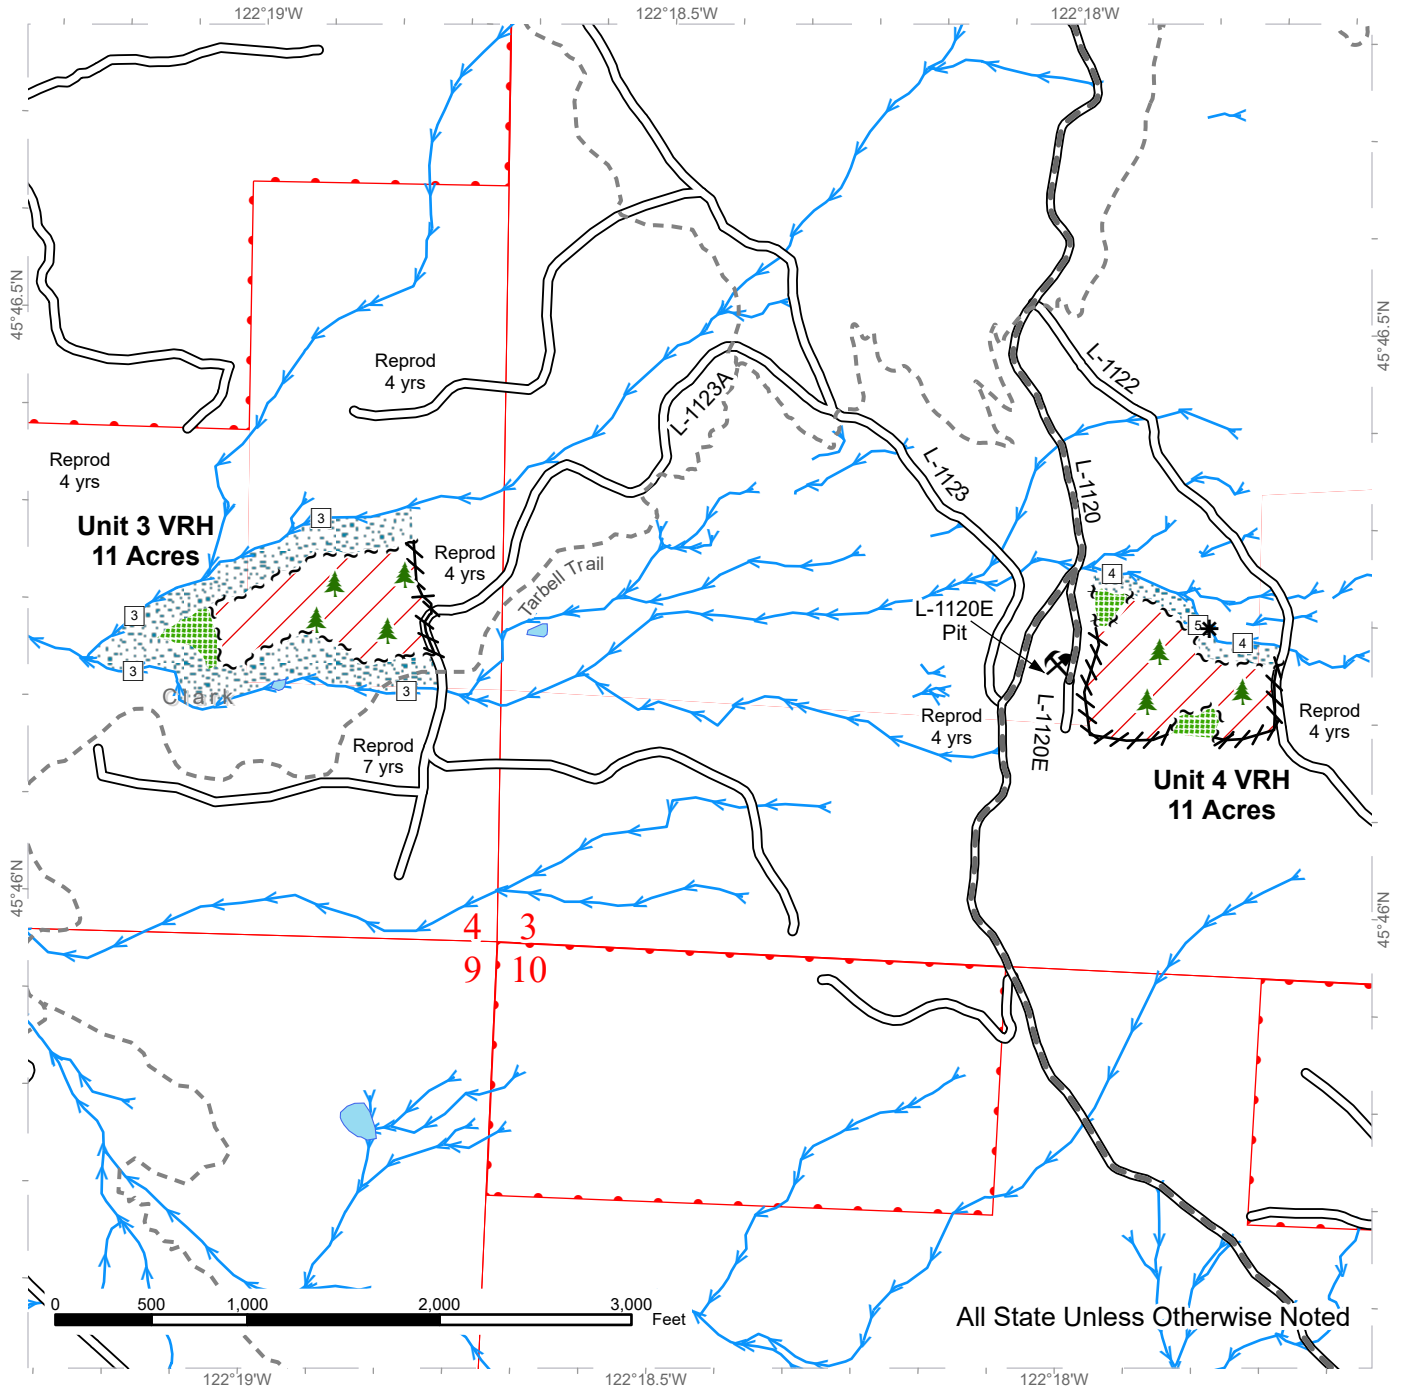 122°19'W
122°18.5'W
122°18'W
45°46.5'N
45°46.5'N
Reprod
4 yrs
L-1122
L-1123A
Reprod
4 yrs
L-1123
L-1120
Unit 3 VRH
11 Acres
3
Reprod
4 yrs
Tarbell Trail
4
L-1120E
Pit
3
5
4
3
3
Clark
L-1120E
Reprod
4 yrs
Reprod
4 yrs
Reprod
7 yrs
Unit 4 VRH
11 Acres
45°46'N
45°46'N
4 3
9 10
0 500 1,000 2,000 3,000
Feet
All State Unless Otherwise Noted
122°19'W
122°18.5'W
122°18'W